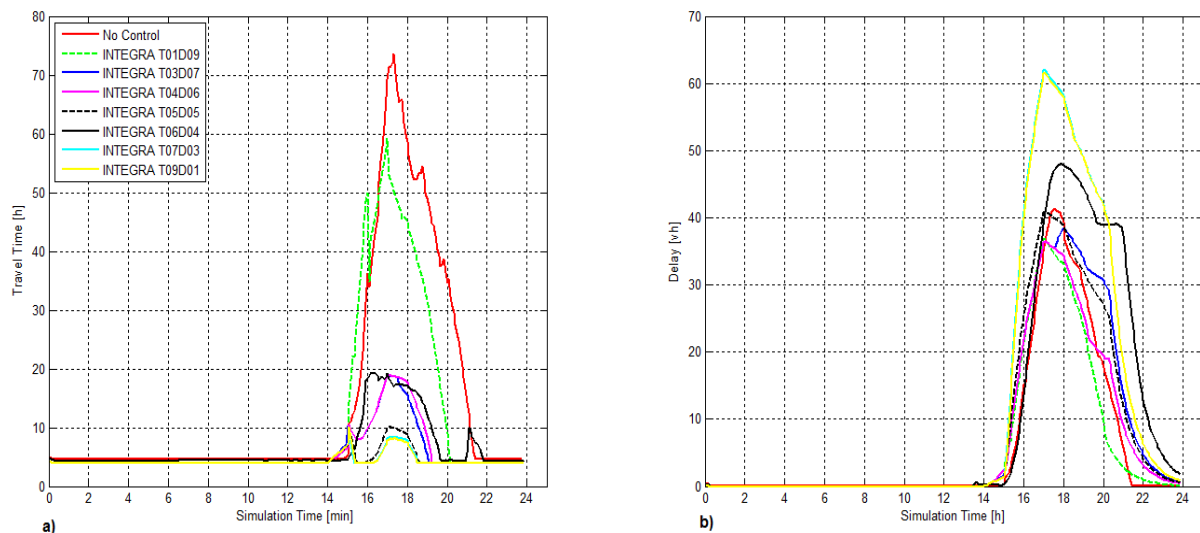 80
70
60
50
40
30
20
10
0
Travel Time [h]
No Control
INTEGRA T01D09
INTEGRA T03D07
INTEGRA T04D06
INTEGRA T05D05
INTEGRA T06D04
INTEGRA T07D03
INTEGRA T09D01
0 2 4 6 8 10 12 14 16 18 20 22 24
Simulation Time [min]
a)
70
60
50
40
30
20
10
0
Delay [vh]
0 2 4 6 8 10 12 14 16 18 20 22 24
Simulation Time [h]
b)